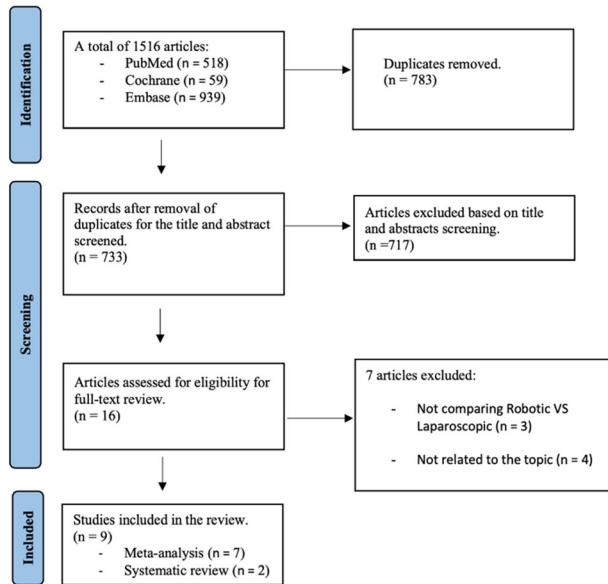 Identification
A total of 1516 articles:
- PubMed (n = 518)
- Cochrane (n = 59)
- Embase (n = 939)
Duplicates removed.
(n = 783)
Screening
Records after removal of
duplicates for the title and abstract
screened.
(n = 733)
Articles excluded based on title
and abstracts screening.
(n =717)
Articles assessed for eligibility for
full-text review.
(n = 16)
7 articles excluded:
- Not comparing Robotic VS
Laparoscopic (n = 3)
- Not related to the topic (n = 4)
Included
Studies included in the review.
(n = 9)
- Meta-analysis (n = 7)
- Systematic review (n = 2)